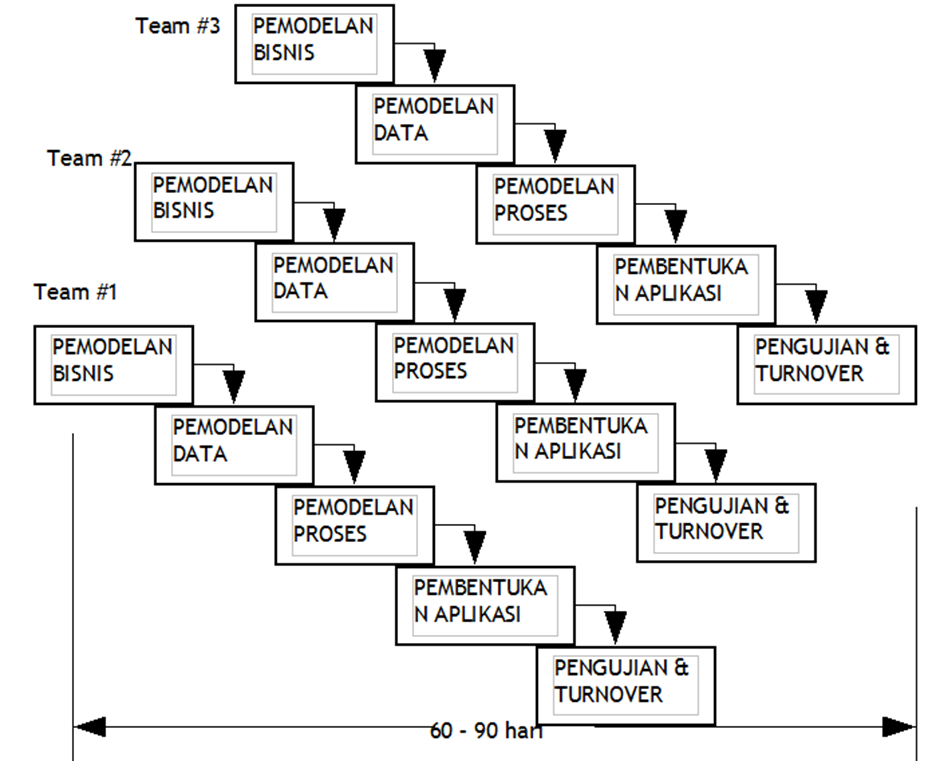 Team #3
PEMODELAN
BISNIS
PEMODELAN
DATA
PEMODELAN
PROSES
PEMBENTUKA
N APLIKASI
PENGUJIAN &
TURNOVER
Team #2
PEMODELAN
BISNIS
PEMODELAN
DATA
PEMODELAN
PROSES
PEMBENTUKA
N APLIKASI
PENGUJIAN &
TURNOVER
Team #1
PEMODELAN
BISNIS
PEMODELAN
DATA
PEMODELAN
PROSES
PEMBENTUKA
N APLIKASI
PENGUJIAN &
TURNOVER
60 - 90 hari